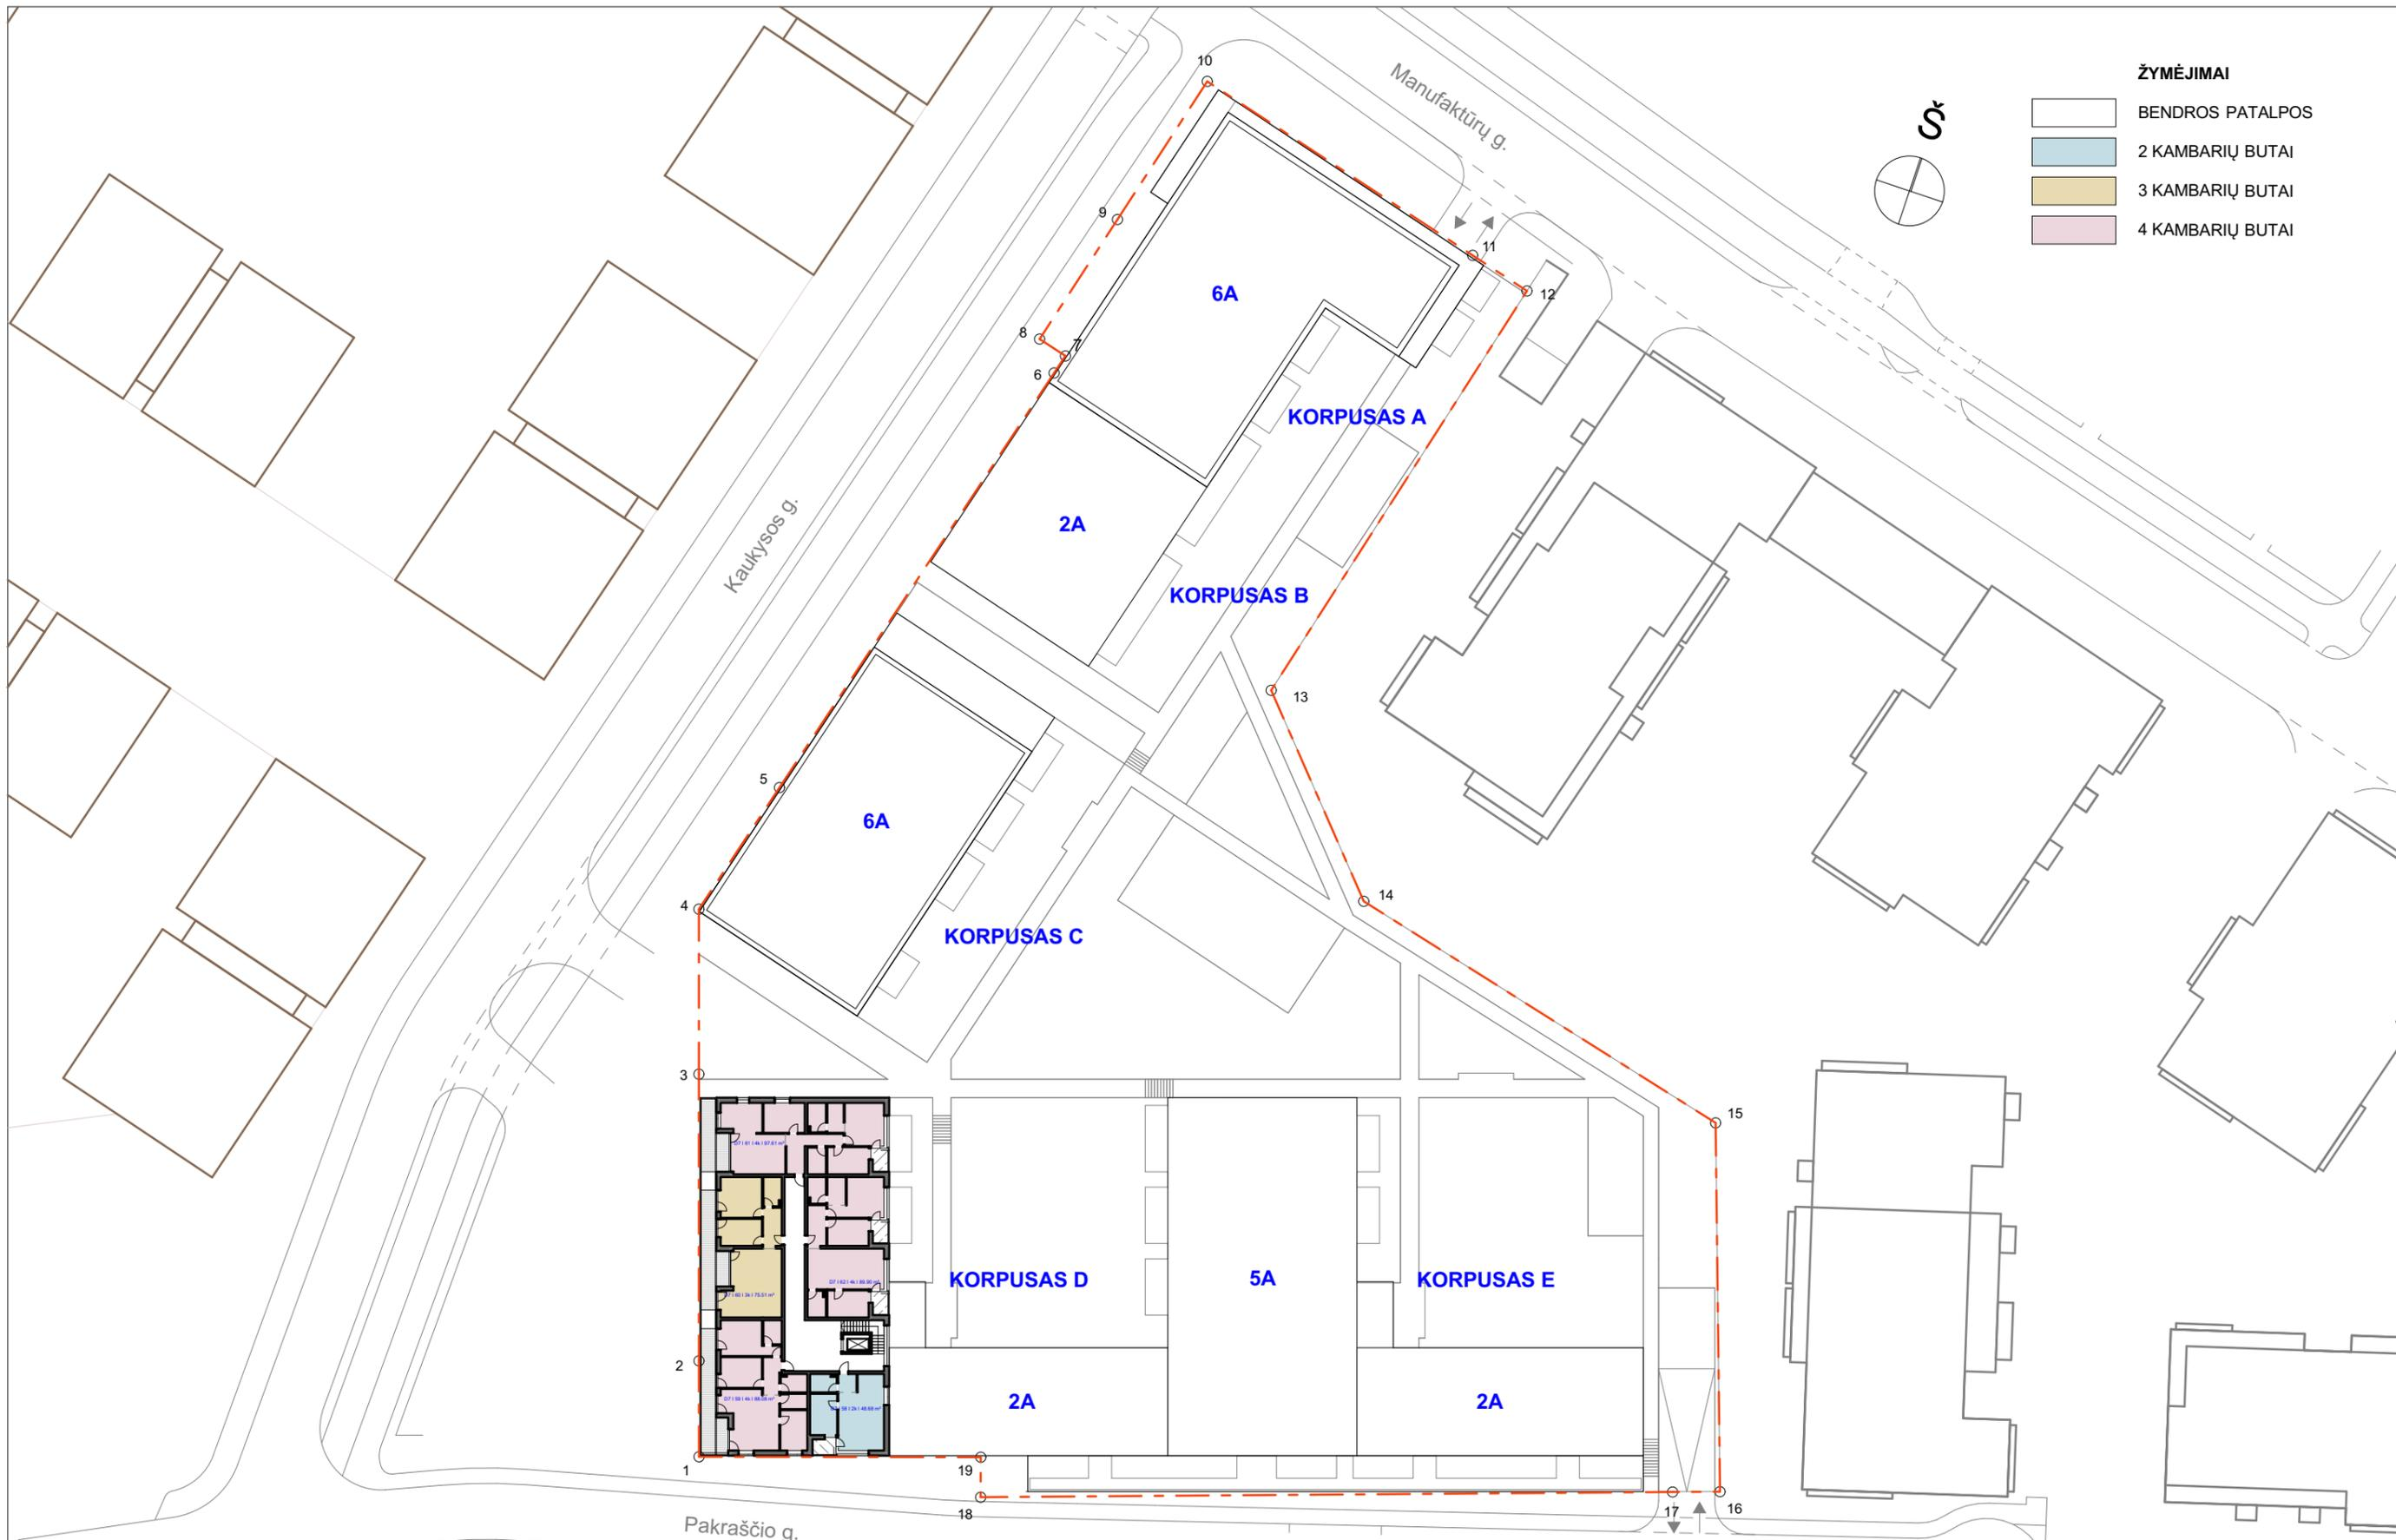 10
Manufaktūrų g.
Š
ŽYMĖJIMAI
BENDROS PATALPOS
2 KAMBARIŲ BUTAI
3 KAMBARIŲ BUTAI
4 KAMBARIŲ BUTAI
9
11
6A
12
8
7
6
KORPUSAS A
Kaukysos g.
2A
KORPUSAS B
13
5
6A
14
4
KORPUSAS C
3
15
KORPUSAS D
5A
KORPUSAS E
2
2A
2A
1
19
18
17
16
Pakraščio g.